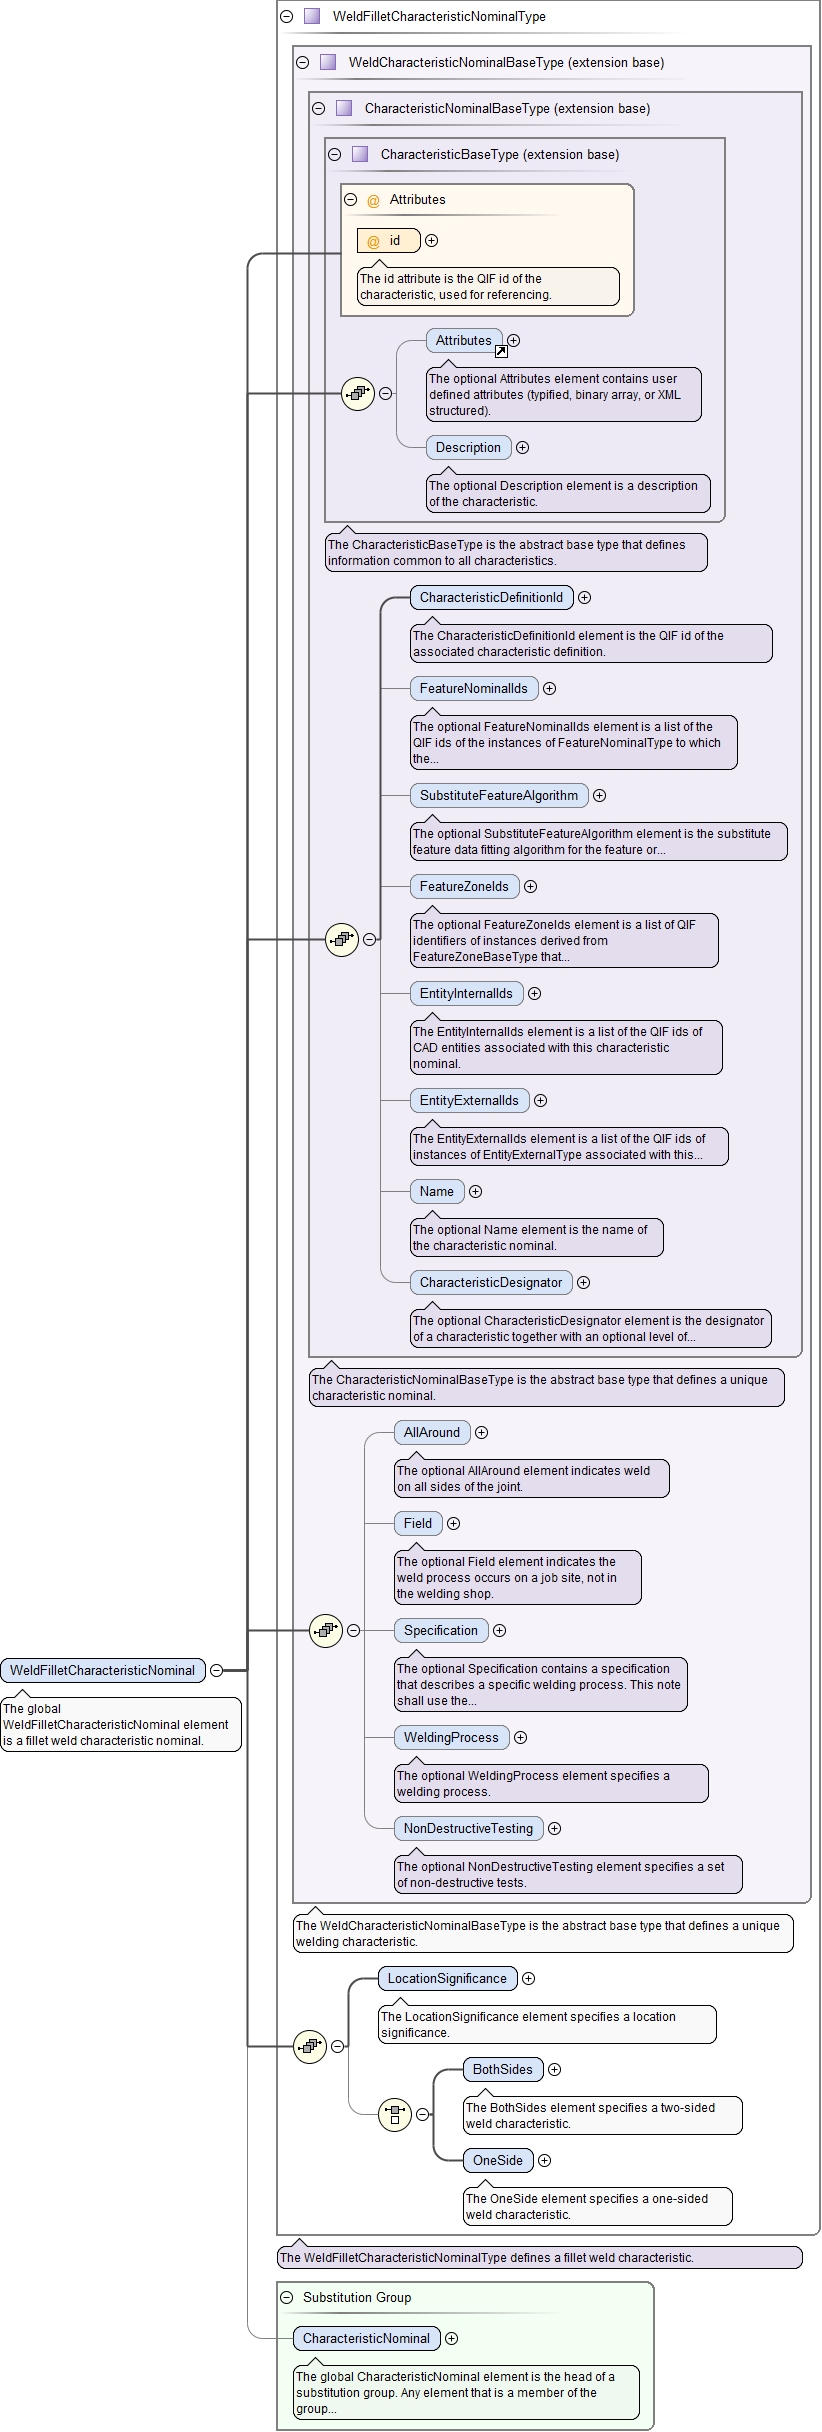 WeldFilletCharacteristicNominalType
WeldCharacteristicNominalBaseType (extension base)
CharacteristicNominalBaseType (extension base)
CharacteristicBaseType (extension base)
@ Attributes
@ id
The id attribute is the QIF id of the
characteristic, used for referencing.
Attributes
The optional Attributes element contains user
defined attributes (typified, binary array, or XML
structured).
Description
The optional Description element is a description
of the characteristic.
The CharacteristicBaseType is the abstract base type that defines
information common to all characteristics.
CharacteristicDefinitionId
The CharacteristicDefinitionId element is the QIF id of the
associated characteristic definition.
FeatureNominalIds
The optional FeatureNominalIds element is a list of the
QIF ids of the instances of FeatureNominalType to which
the...
SubstituteFeatureAlgorithm
The optional SubstituteFeatureAlgorithm element is the substitute
feature data fitting algorithm for the feature or...
FeatureZoneIds
The optional FeatureZoneIds element is a list of QIF
identifiers of instances derived from
FeatureZoneBaseType that...
EntityInternalIds
The EntityInternalIds element is a list of the QIF ids of
CAD entities associated with this characteristic
nominal.
EntityExternalIds
The EntityExternalIds element is a list of the QIF ids of
instances of EntityExternalType associated with this...
Name
The optional Name element is the name of
the characteristic nominal.
CharacteristicDesignator
The optional CharacteristicDesignator element is the designator
of a characteristic together with an optional level of...
The CharacteristicNominalBaseType is the abstract base type that defines a unique
characteristic nominal.
AllAround
The optional AllAround element indicates weld
on all sides of the joint.
Field
The optional Field element indicates the
weld process occurs on a job site, not in
the welding shop.
Specification
The optional Specification contains a specification
that describes a specific welding process. This note
shall use the...
WeldingProcess
The optional WeldingProcess element specifies a
welding process.
NonDestructiveTesting
The optional NonDestructiveTesting element specifies a set
of non-destructive tests.
The WeldCharacteristicNominalBaseType is the abstract base type that defines a unique
welding characteristic.
WeldFilletCharacteristicNominal
The global
WeldFilletCharacteristicNominal element
is a fillet weld characteristic nominal.
LocationSignificance
The LocationSignificance element specifies a location
significance.
BothSides
The BothSides element specifies a two-sided
weld characteristic.
OneSide
The OneSide element specifies a one-sided
weld characteristic.
The WeldFilletCharacteristicNominalType defines a fillet weld characteristic.
Substitution Group
CharacteristicNominal
The global CharacteristicNominal element is the head of a
substitution group. Any element that is a member of the
group...